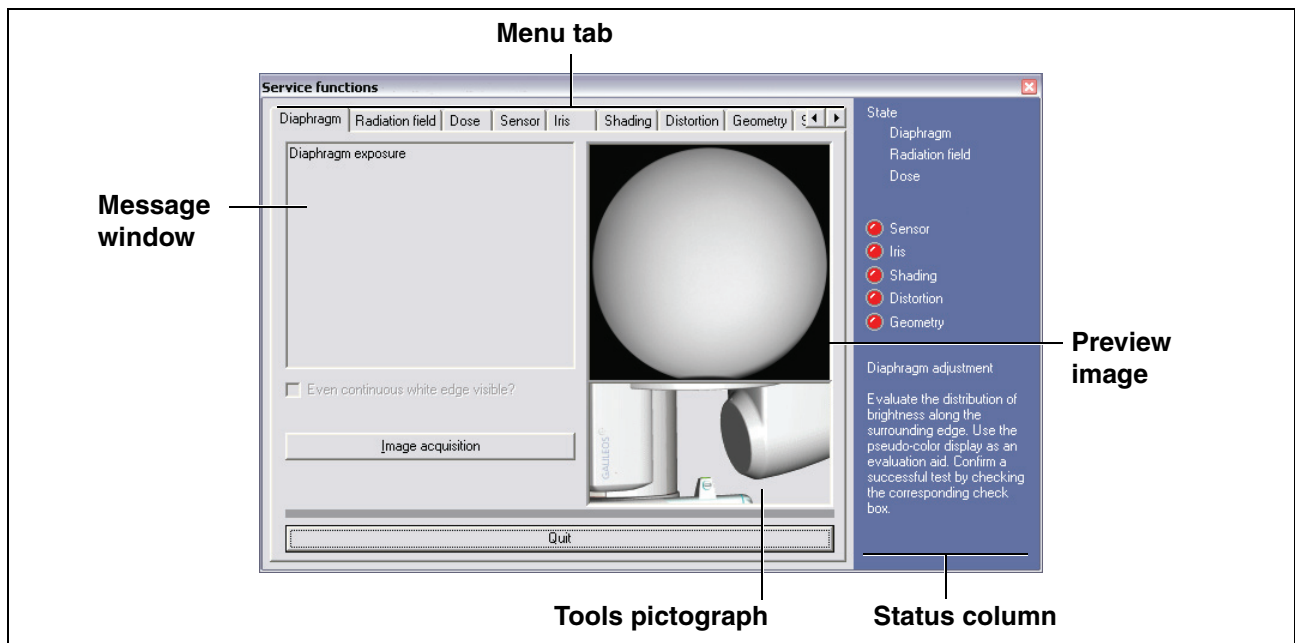 Menu tab
Service functions
Diaphragm Radiation field Dose Sensor Iris Shading Distortion Geometry
Diaphragm exposure
Message
window
Even continuous white edge visible?
Image acquisition
GALILEOS
Quit
State
Diaphragm
Radiation field
Dose
Sensor
Iris
Shading
Distortion
Geometry
Preview
image
Diaphragm adjustment
Evaluate the distribution of
brightness along the
surrounding edge. Use the
pseudo-color display as an
evaluation aid. Confirm a
successful test by checking
the corresponding check
box.
Tools pictograph
Status column